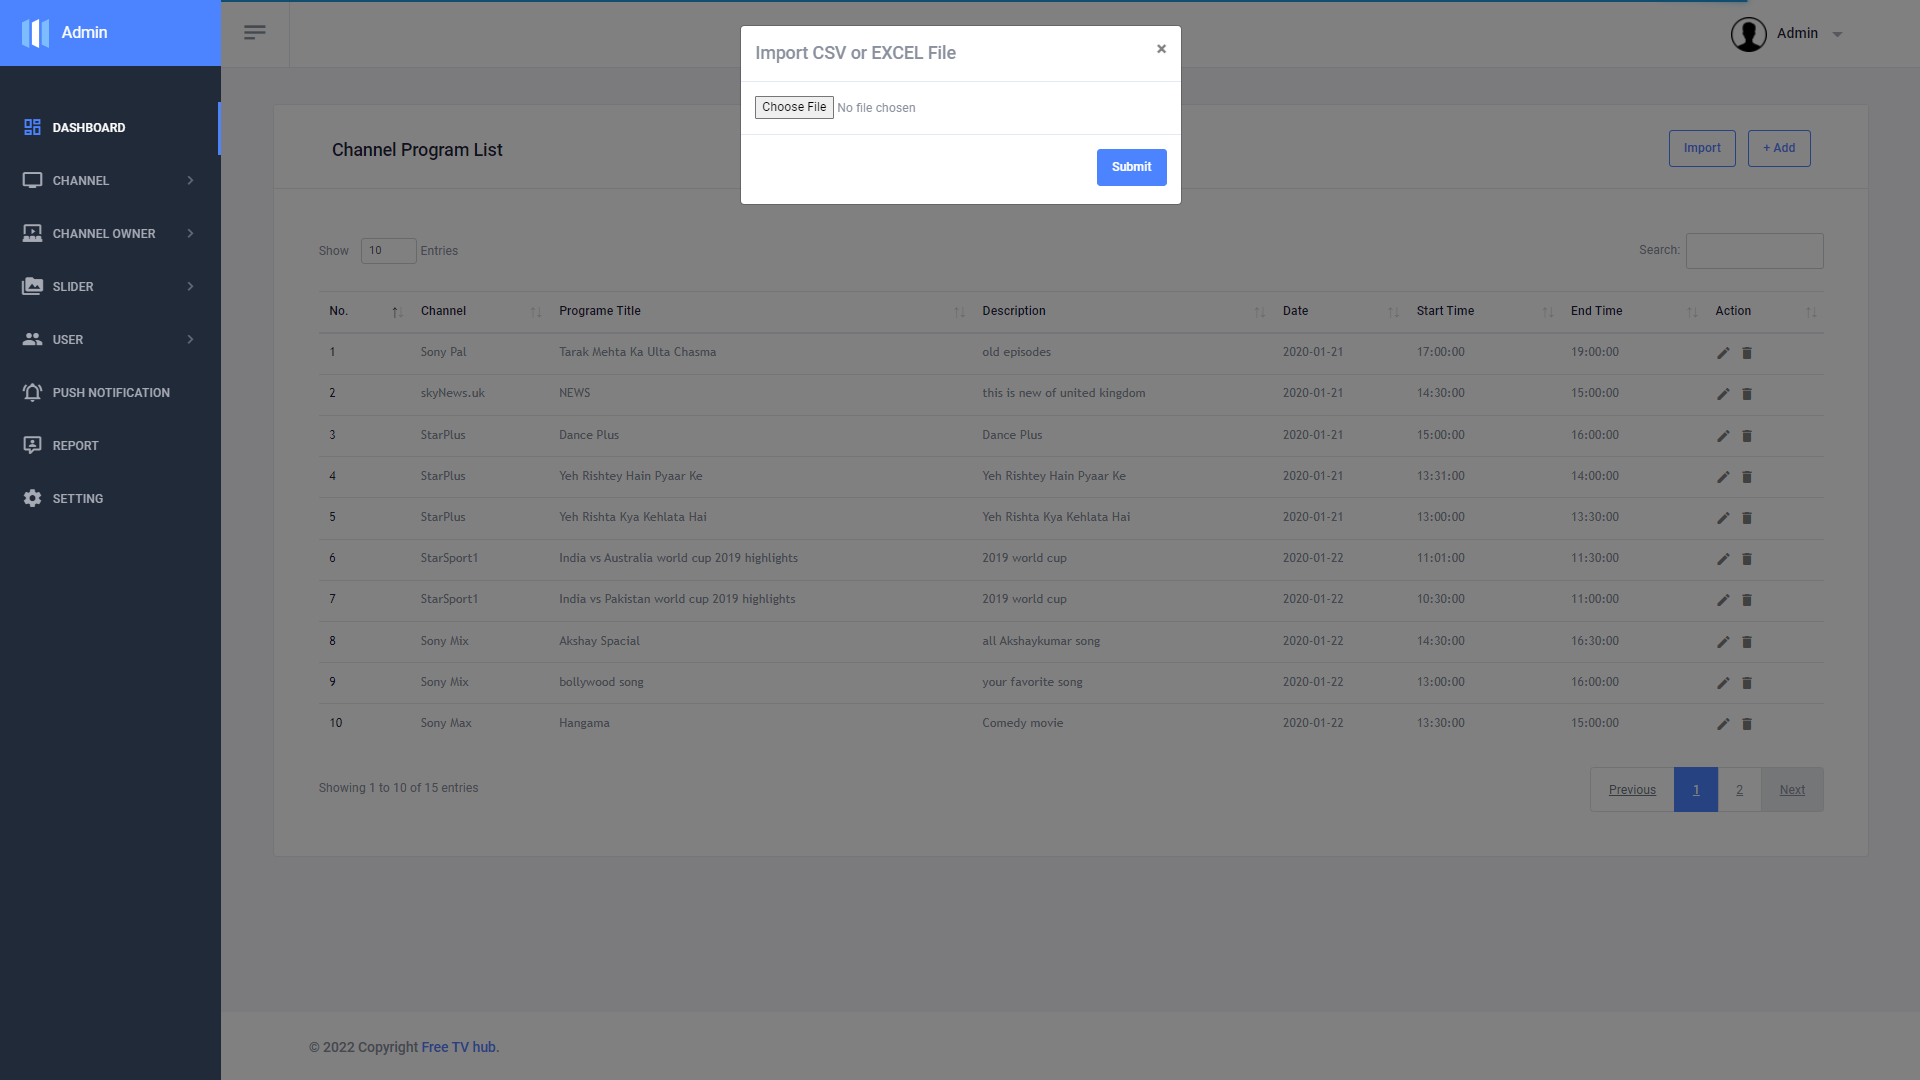 Admin
Admin
Import CSV or EXCEL File ×
Choose File No file chosen
Submit
DASHBOARD
CHANNEL
CHANNEL OWNER
SLIDER
USER
PUSH NOTIFICATION
REPORT
SETTING
Channel Program List
Import + Add
Show 10 Entries
Search:
No. Channel Programe Title Description Date Start Time End Time Action
1 Sony Pal Tarak Mehta Ka Ulta Chasma old episodes 2020-01-21 17:00:00 19:00:00
2 skyNews.uk NEWS this is new of united kingdom 2020-01-21 14:30:00 15:00:00
3 StarPlus Dance Plus Dance Plus 2020-01-21 15:00:00 16:00:00
4 StarPlus Yeh Rishtey Hain Pyaar Ke Yeh Rishtey Hain Pyaar Ke 2020-01-21 13:31:00 14:00:00
5 StarPlus Yeh Rishta Kya Kehlata Hai Yeh Rishta Kya Kehlata Hai 2020-01-21 13:00:00 13:30:00
6 StarSport1 India vs Australia world cup 2019 highlights 2019 world cup 2020-01-22 11:01:00 11:30:00
7 StarSport1 India vs Pakistan world cup 2019 highlights 2019 world cup 2020-01-22 10:30:00 11:00:00
8 Sony Mix Akshay Spacial all Akshaykumar song 2020-01-22 14:30:00 16:30:00
9 Sony Mix bollywood song your favorite song 2020-01-22 13:00:00 16:00:00
10 Sony Max Hangama Comedy movie 2020-01-22 13:30:00 15:00:00
Showing 1 to 10 of 15 entries
Previous 1 2 Next
© 2022 Copyright Free TV hub.